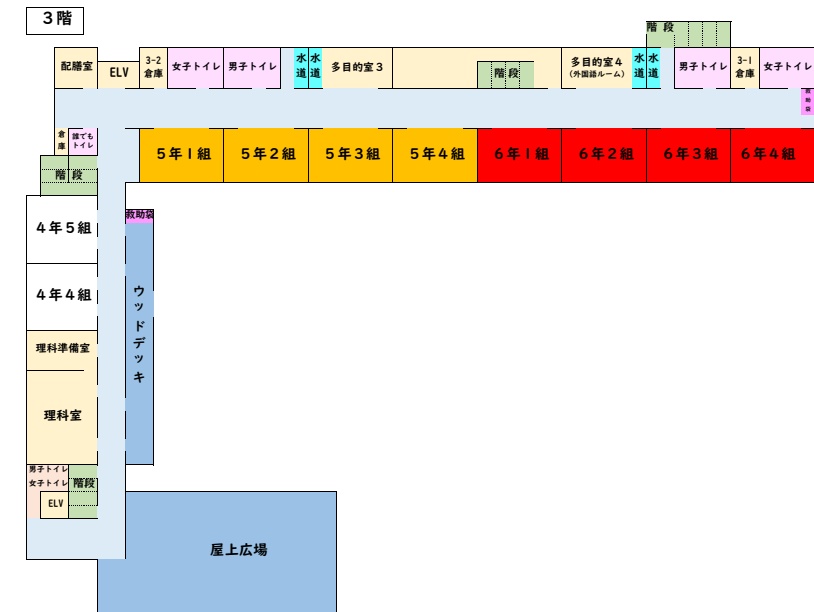 ３階
階段
配膳室
ELV
3-2
倉庫
女子トイレ
男子トイレ
水道
水道
多目的室３
階段
多目的室４
（外国語ルーム）
水道
水道
男子トイレ
3-1
倉庫
女子トイレ
救助袋
倉庫
誰でも
トイレ
５年１組
５年２組
５年３組
５年４組
６年１組
６年２組
６年３組
６年４組
階段
救助袋
４年５組
４年４組
ウッドデッキ
理科準備室
理科室
男子トイレ
女子トイレ
階段
ELV
屋上広場